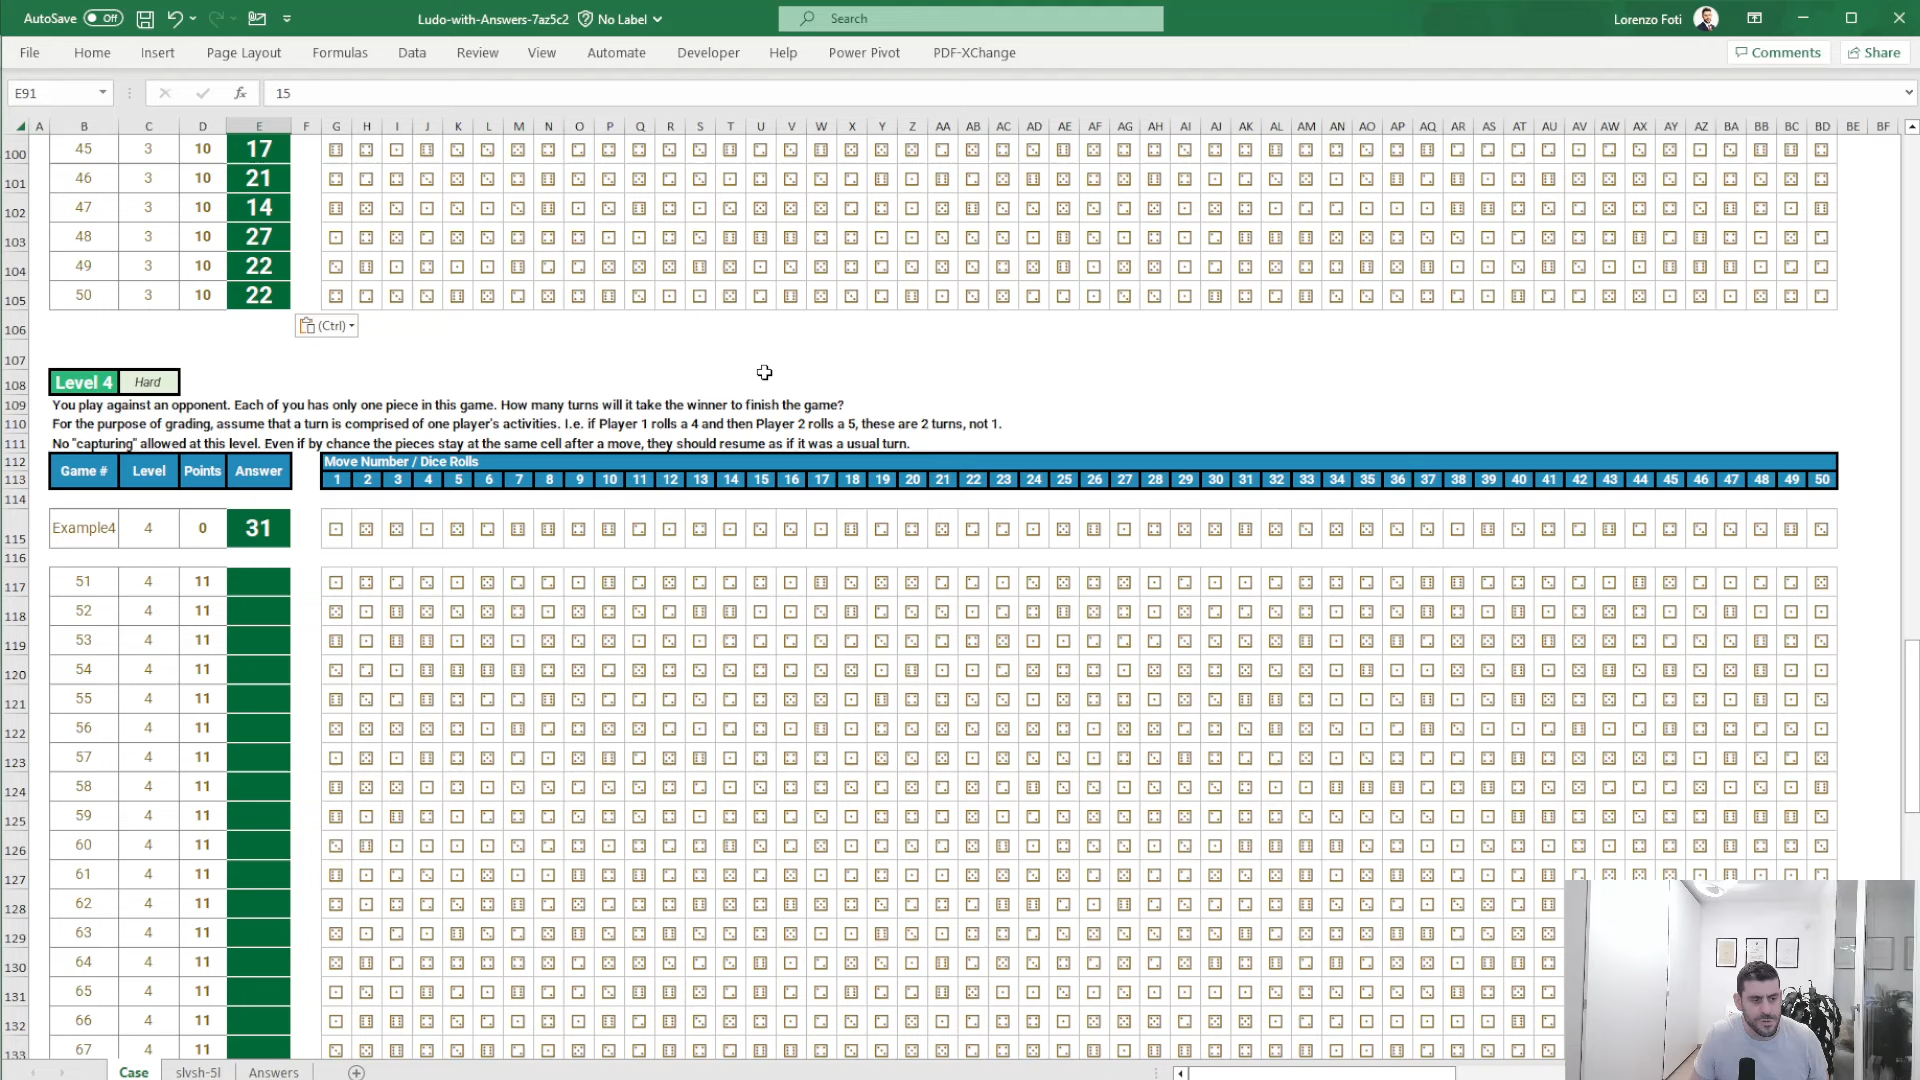 AutoSave Off Ludo-with-Answers-7az5c2 No Label Search Lorenzo Foti
File Home Insert Page Layout Formulas Data Review View Automate Developer Help Power Pivot PDF-XChange Comments Share
E91 fx 15
A B C D E F G H I J K L M N O P Q R S T U V W X Y Z AA AB AC AD AE AF AG AH AI AJ AK AL AM AN AO AP AQ AR AS AT AU AV AW AX AY AZ BA BB BC BD BE BF
100 45 3 10 17
101 46 3 10 21
102 47 3 10 14
103 48 3 10 27
104 49 3 10 22
105 50 3 10 22
106 (Ctrl)
107
108 Level 4 Hard
109 You play against an opponent. Each of you has only one piece in this game. How many turns will it take the winner to finish the game?
110 For the purpose of grading, assume that a turn is comprised of one player's activities. I.e. if Player 1 rolls a 4 and then Player 2 rolls a 5, these are 2 turns, not 1.
111 No "capturing" allowed at this level. Even if by chance the pieces stay at the same cell after a move, they should resume as if it was a usual turn.
112 Game # Level Points Answer Move Number / Dice Rolls
113 1 2 3 4 5 6 7 8 9 10 11 12 13 14 15 16 17 18 19 20 21 22 23 24 25 26 27 28 29 30 31 32 33 34 35 36 37 38 39 40 41 42 43 44 45 46 47 48 49 50
114
115 Example4 4 0 31
116
117 51 4 11
118 52 4 11
119 53 4 11
120 54 4 11
121 55 4 11
122 56 4 11
123 57 4 11
124 58 4 11
125 59 4 11
126 60 4 11
127 61 4 11
128 62 4 11
129 63 4 11
130 64 4 11
131 65 4 11
132 66 4 11
133 67 4 11
Case slvsh-5l Answers